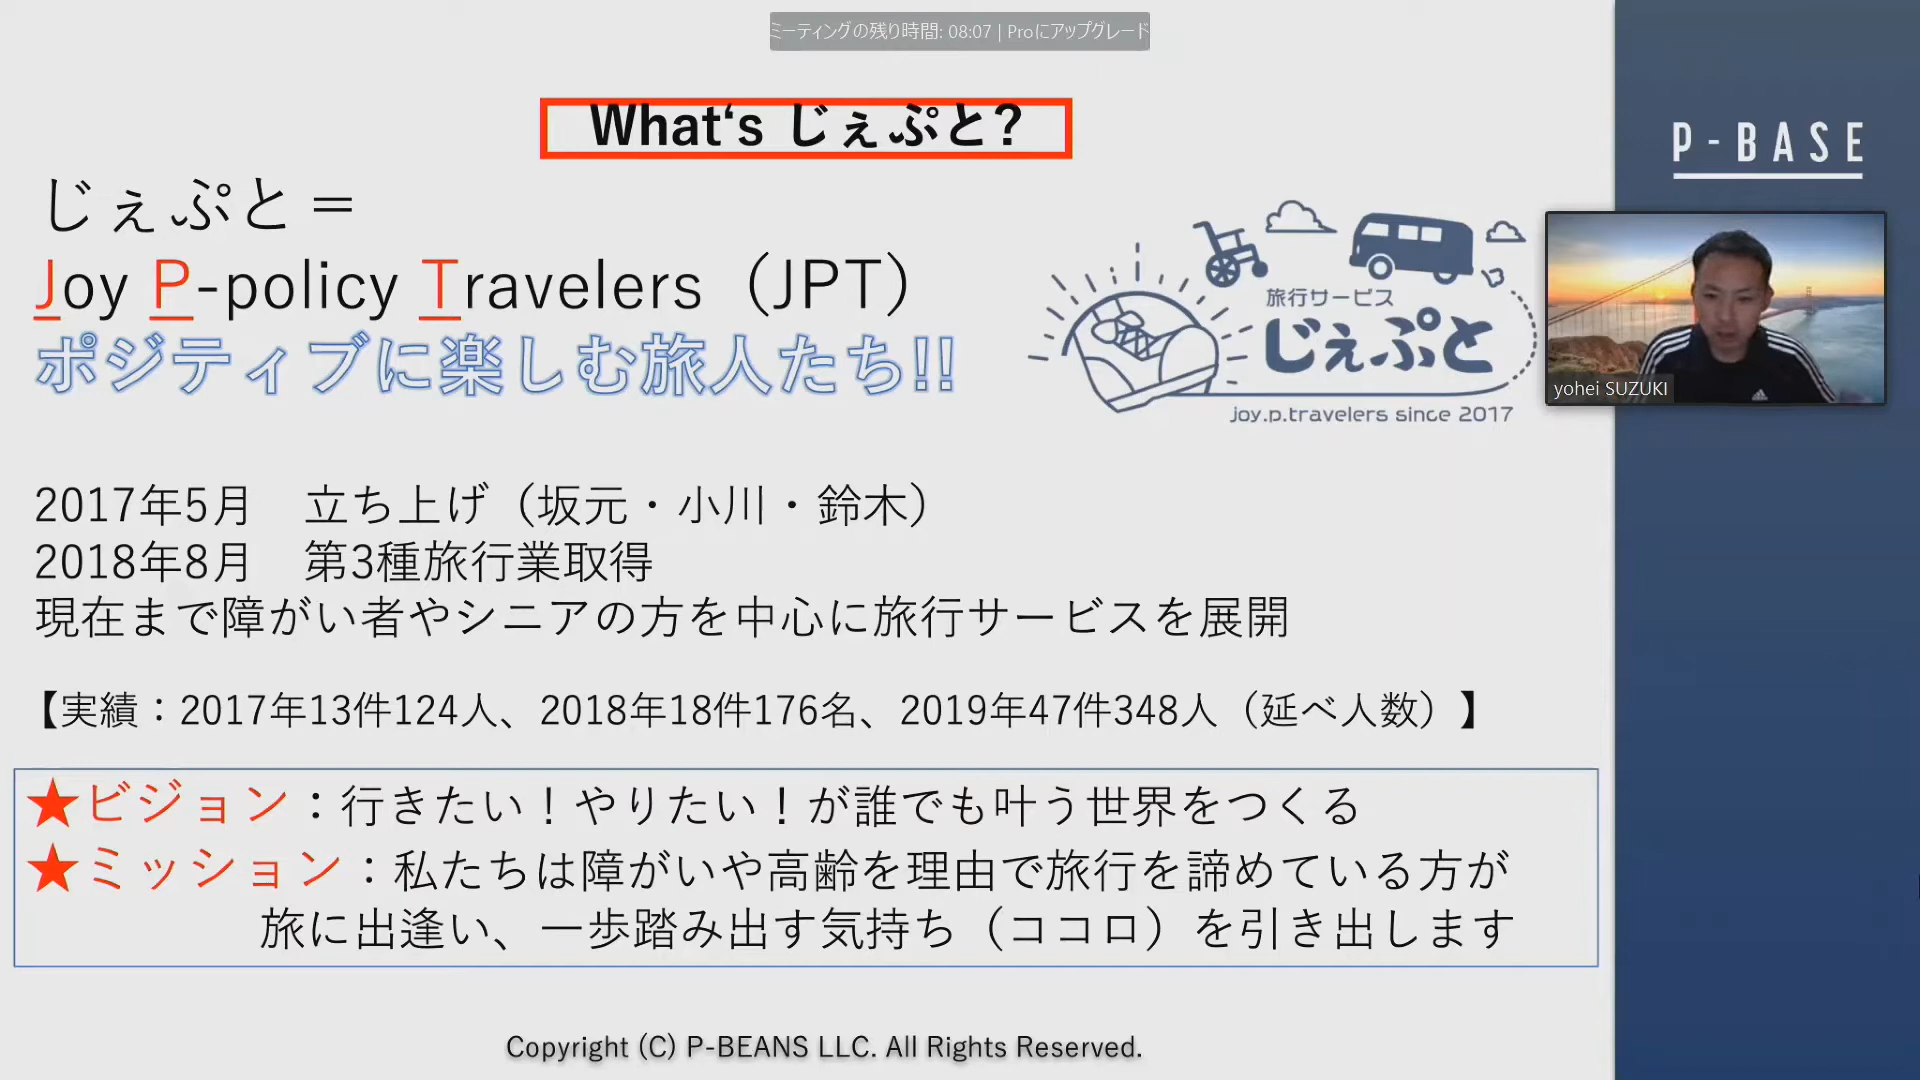 ミーティングの残り時間: 08:07 | Proにアップグレード
What‘s じぇぷと?
じぇぷと＝
Joy P-policy Travelers（JPT）
ポジティブに楽しむ旅人たち!!
P-BASE
旅行サービス
じぇぷと
joy.p.travelers since 2017
yohei SUZUKI
2017年5月　立ち上げ（坂元・小川・鈴木）
2018年8月　第3種旅行業取得
現在まで障がい者やシニアの方を中心に旅行サービスを展開
【実績：2017年13件124人、2018年18件176名、2019年47件348人（延べ人数）】
★ビジョン：行きたい！やりたい！が誰でも叶う世界をつくる
★ミッション：私たちは障がいや高齢を理由で旅行を諦めている方が
旅に出逢い、一歩踏み出す気持ち（ココロ）を引き出します
Copyright (C) P-BEANS LLC. All Rights Reserved.